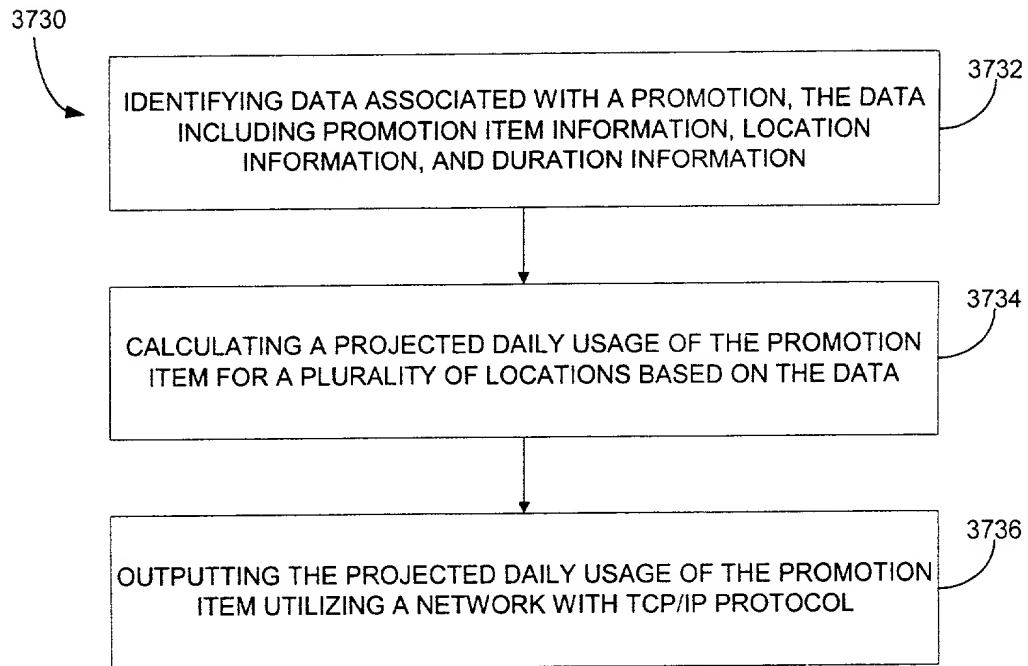 3730
3732
IDENTIFYING DATA ASSOCIATED WITH A PROMOTION, THE DATA
INCLUDING PROMOTION ITEM INFORMATION, LOCATION
INFORMATION, AND DURATION INFORMATION
3734
CALCULATING A PROJECTED DAILY USAGE OF THE PROMOTION
ITEM FOR A PLURALITY OF LOCATIONS BASED ON THE DATA
3736
OUTPUTTING THE PROJECTED DAILY USAGE OF THE PROMOTION
ITEM UTILIZING A NETWORK WITH TCP/IP PROTOCOL